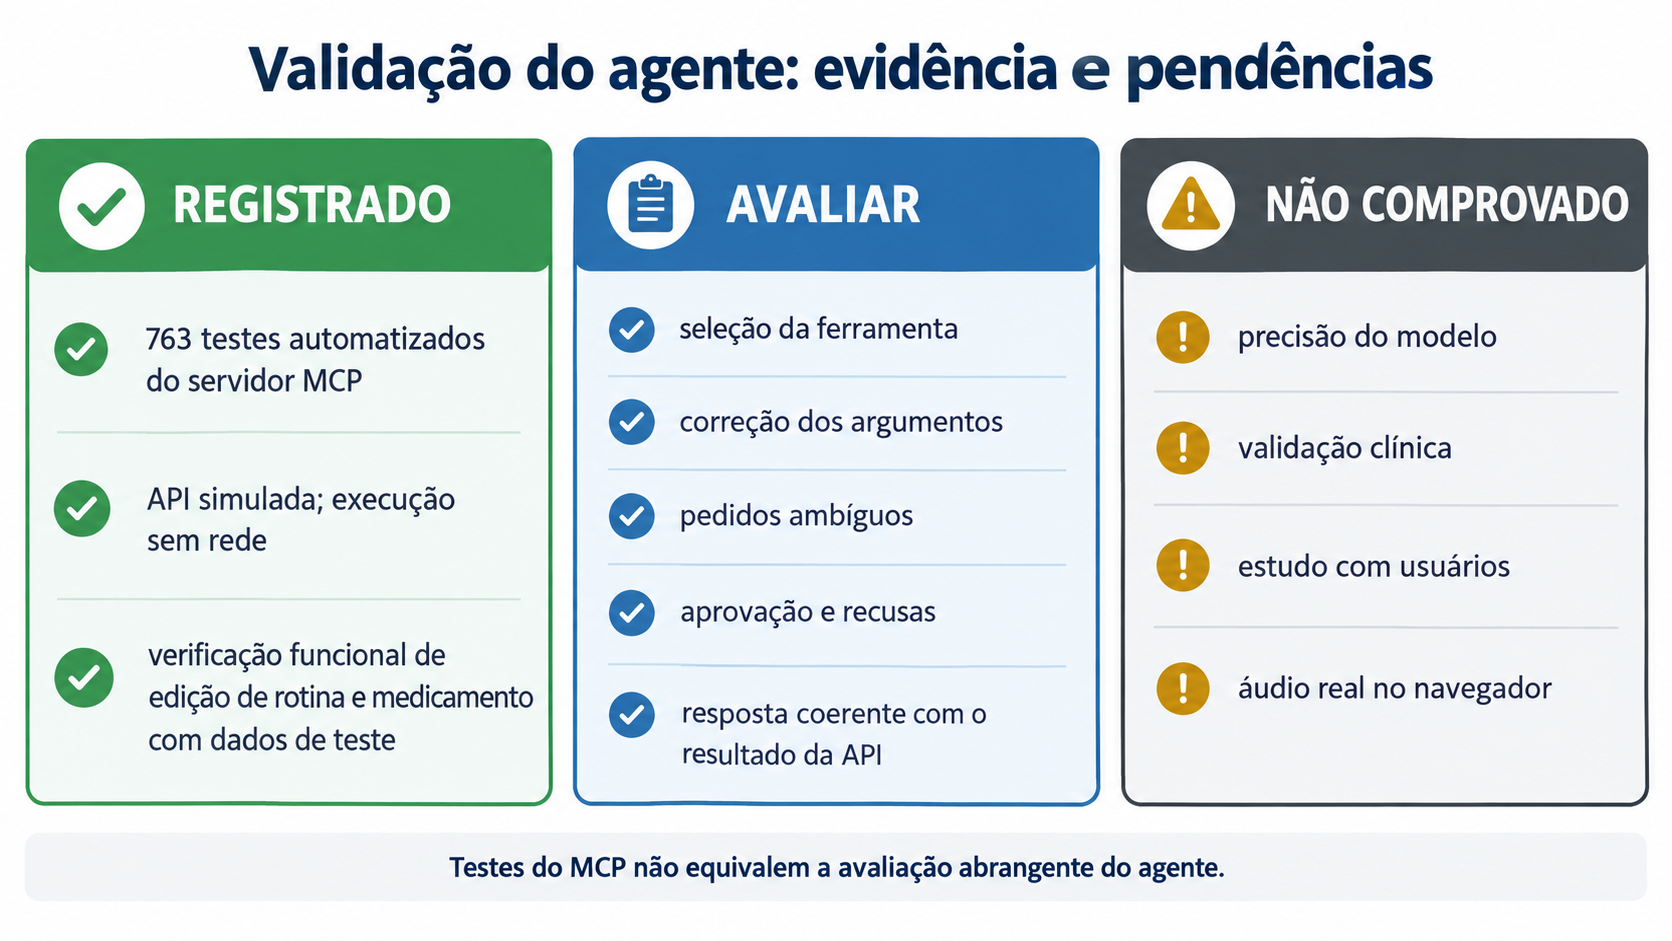 Validação do agente: evidência e pendências
REGISTRADO
763 testes automatizados
do servidor MCP
API simulada; execução
sem rede
verificação funcional de
edição de rotina e medicamento
com dados de teste
AVALIAR
seleção da ferramenta
correção dos argumentos
pedidos ambíguos
aprovação e recusas
resposta coerente com o
resultado da API
NÃO COMPROVADO
precisão do modelo
validação clínica
estudo com usuários
áudio real no navegador
Testes do MCP não equivalem a avaliação abrangente do agente.